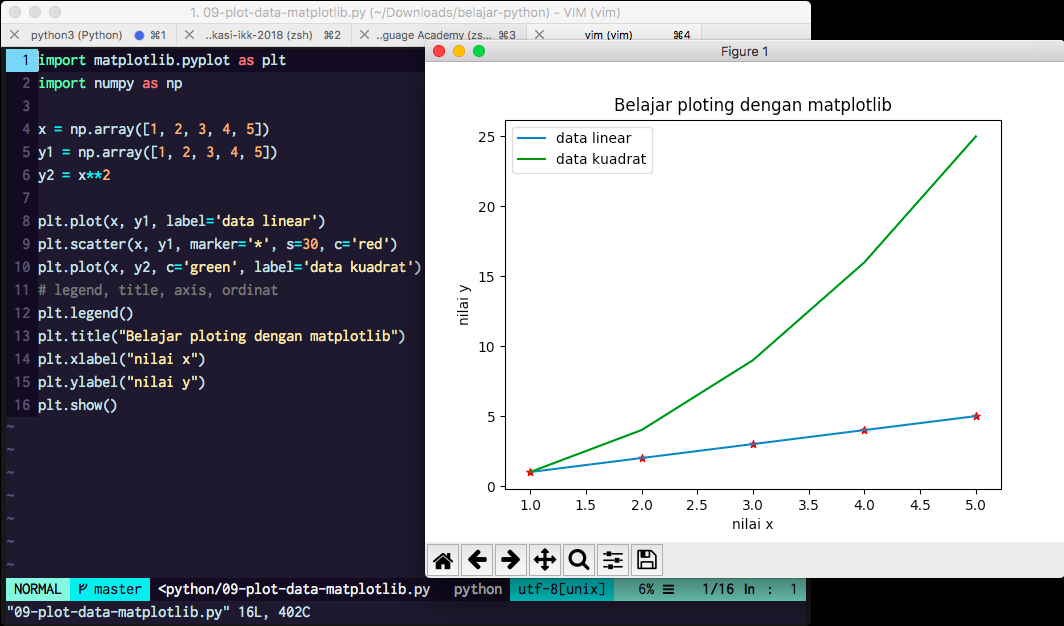 1. 09-plot-data-matplotlib.py (~/Downloads/belajar-python) - VIM (vim)
python3 (Python) ⌘1 ..kasi-ikk-2018 (zsh) ⌘2 ..guage Academy (zs... ⌘3 vim (vim) ⌘4
1 import matplotlib.pyplot as plt
2 import numpy as np
3
4 x = np.array([1, 2, 3, 4, 5])
5 y1 = np.array([1, 2, 3, 4, 5])
6 y2 = x**2
7
8 plt.plot(x, y1, label='data linear')
9 plt.scatter(x, y1, marker='*', s=30, c='red')
10 plt.plot(x, y2, c='green', label='data kuadrat')
11 # legend, title, axis, ordinat
12 plt.legend()
13 plt.title("Belajar ploting dengan matplotlib")
14 plt.xlabel("nilai x")
15 plt.ylabel("nilai y")
16 plt.show()
~
~
~
~
~
~
~
NORMAL master <python/09-plot-data-matplotlib.py python utf-8[unix] 6% ☰ 1/16 ln : 1
"09-plot-data-matplotlib.py" 16L, 402C
Figure 1
Belajar ploting dengan matplotlib
data linear
data kuadrat
25
20
15
10
5
0
nilai y
1.0 1.5 2.0 2.5 3.0 3.5 4.0 4.5 5.0
nilai x